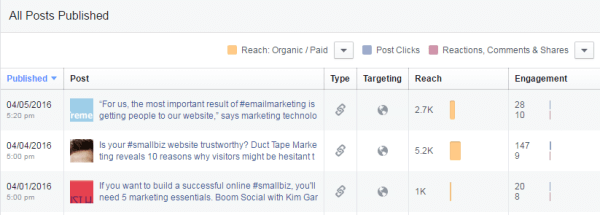 All Posts Published
Reach: Organic / Paid Post Clicks Reactions, Comments & Shares
Published Post Type Targeting Reach Engagement
04/05/2016
5:20 pm
reme
“For us, the most important result of #emailmarketing is
getting people to our website,” says marketing technolo
2.7K
28
10
04/04/2016
5:00 pm
Is your #smallbiz website trustworthy? Duct Tape Marke
ting reveals 10 reasons why visitors might be hesitant t
5.2K
147
9
04/01/2016
5:00 pm
If you want to build a successful online #smallbiz, you'll
need 5 marketing essentials. Boom Social with Kim Gar
1K
20
8